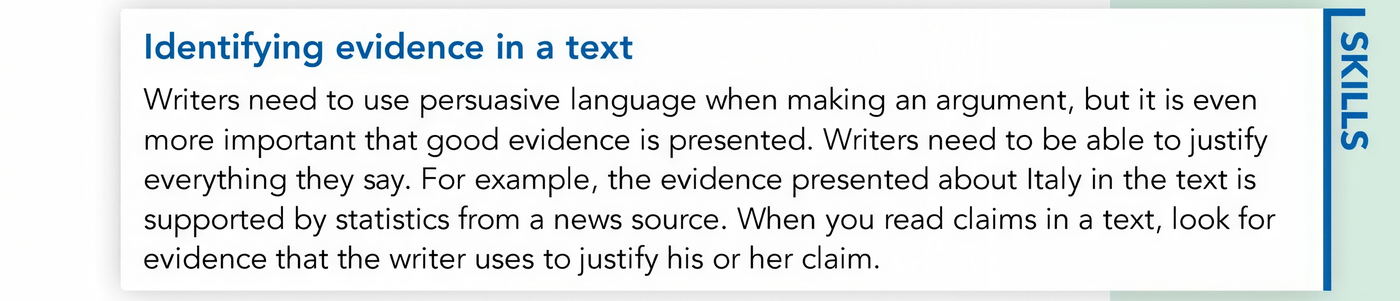 Identifying evidence in a text
Writers need to use persuasive language when making an argument, but it is even
more important that good evidence is presented. Writers need to be able to justify
everything they say. For example, the evidence presented about Italy in the text is
supported by statistics from a news source. When you read claims in a text, look for
evidence that the writer uses to justify his or her claim.
SKILLS